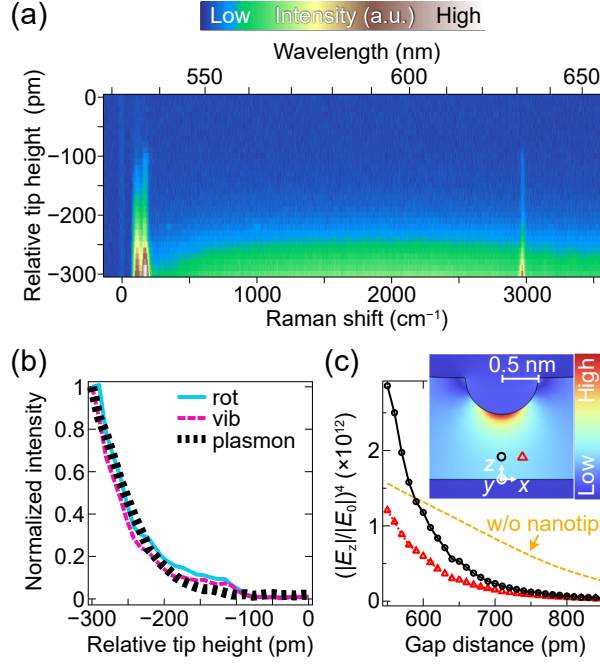 (a)
Low Intensity (a.u.) High
Wavelength (nm)
550 600 650
Relative tip height (pm)
0
−100
−200
−300
0 1000 2000 3000
Raman shift (cm⁻¹)
(b)
Normalized intensity
1
0.8
0.6
0.4
0.2
0
rot
vib
plasmon
−300 −200 −100 0
Relative tip height (pm)
(c)
(|E_z|/|E_0|)⁴ (×10¹²)
2
1
0
0.5 nm
z
y x
High
Low
w/o nanotip
600 700 800
Gap distance (pm)